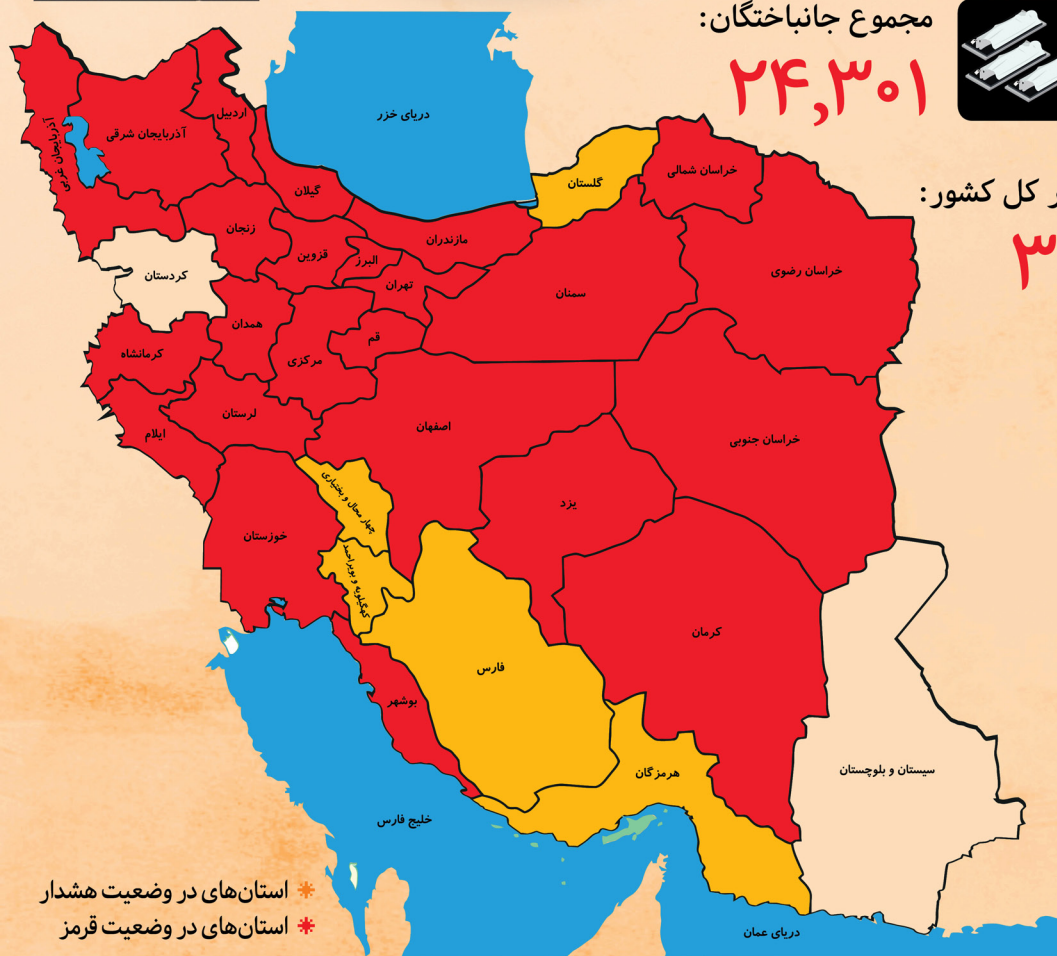 مجموع جانباختگان:
۲۴,۳۰۱
ر کل کشور:
۳
دریای خزر
اردبیل
آذربایجان شرقی
آذربایجان غربی
گیلان
گلستان
خراسان شمالی
زنجان
مازندران
قزوین
البرز
تهران
کردستان
خراسان رضوی
سمنان
همدان
قم
مرکزی
کرمانشاه
لرستان
ایلام
اصفهان
خراسان جنوبی
چهار محال و بختیاری
یزد
خوزستان
کهگیلویه و بویراحمد
کرمان
فارس
بوشهر
هرمزگان
سیستان و بلوچستان
خلیج فارس
دریای عمان
استان‌های در وضعیت هشدار
استان‌های در وضعیت قرمز